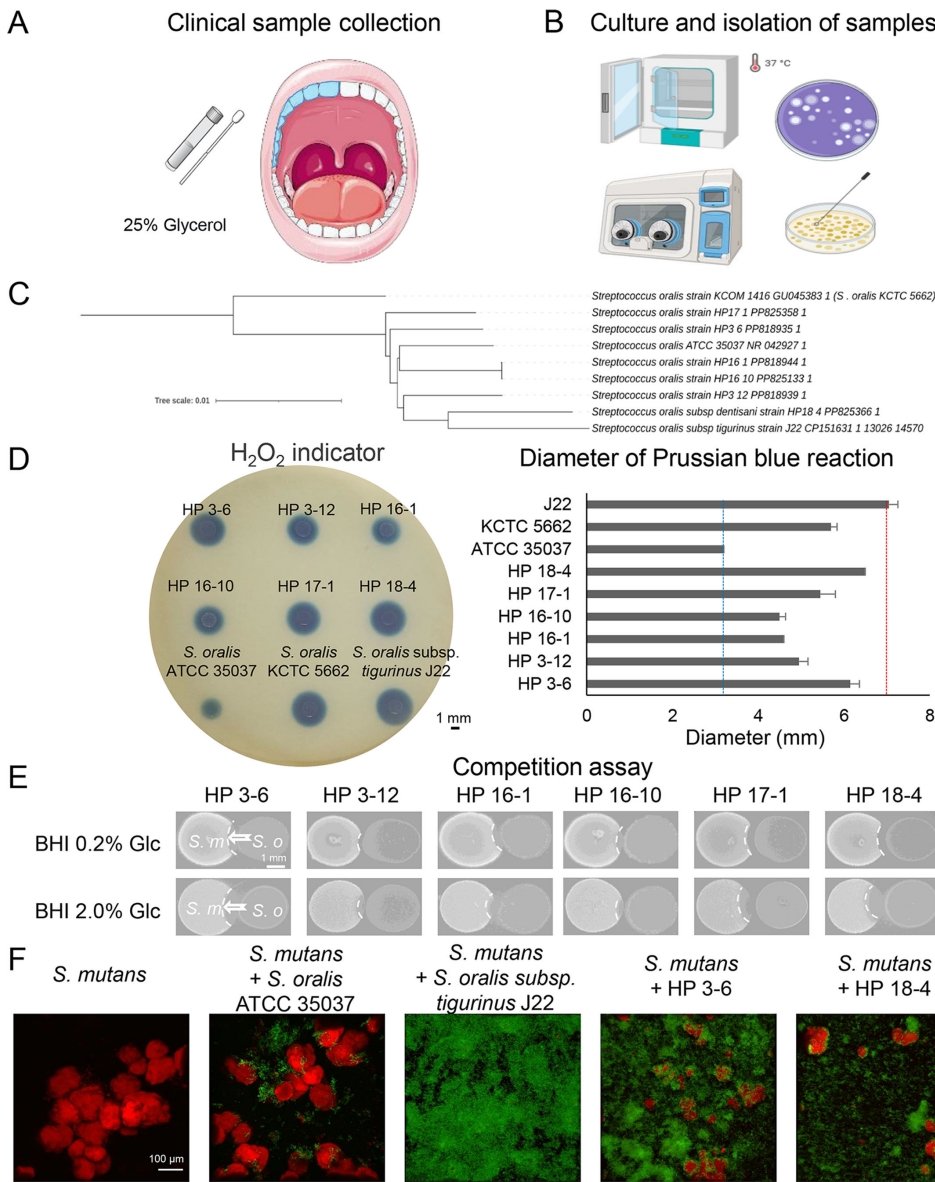 A
Clinical sample collection
25% Glycerol
B
Culture and isolation of samples
37 °C
C
Streptococcus oralis strain KCOM 1416 GU045383 1 (S . oralis KCTC 5662)
Streptococcus oralis strain HP17 1 PP825358 1
Streptococcus oralis strain HP3 6 PP818935 1
Streptococcus oralis ATCC 35037 NR 042927 1
Streptococcus oralis strain HP16 1 PP818944 1
Streptococcus oralis strain HP16 10 PP825133 1
Streptococcus oralis strain HP3 12 PP818939 1
Streptococcus oralis subsp dentisani strain HP18 4 PP825366 1
Streptococcus oralis subsp tigurinus strain J22 CP151631 1 13026 14570
Tree scale: 0.01
D
H₂O₂ indicator
HP 3-6 HP 3-12 HP 16-1
HP 16-10 HP 17-1 HP 18-4
S. oralis S. oralis S. oralis subsp.
ATCC 35037 KCTC 5662 tigurinus J22
1 mm
Diameter of Prussian blue reaction
J22
KCTC 5662
ATCC 35037
HP 18-4
HP 17-1
HP 16-10
HP 16-1
HP 3-12
HP 3-6
0 2 4 6 8
Diameter (mm)
E
Competition assay
HP 3-6 HP 3-12 HP 16-1 HP 16-10 HP 17-1 HP 18-4
BHI 0.2% Glc
S. m S. o
1 mm
BHI 2.0% Glc
S. m S. o
F
S. mutans
S. mutans
+ S. oralis
ATCC 35037
S. mutans
+ S. oralis subsp.
tigurinus J22
S. mutans
+ HP 3-6
S. mutans
+ HP 18-4
100 µm